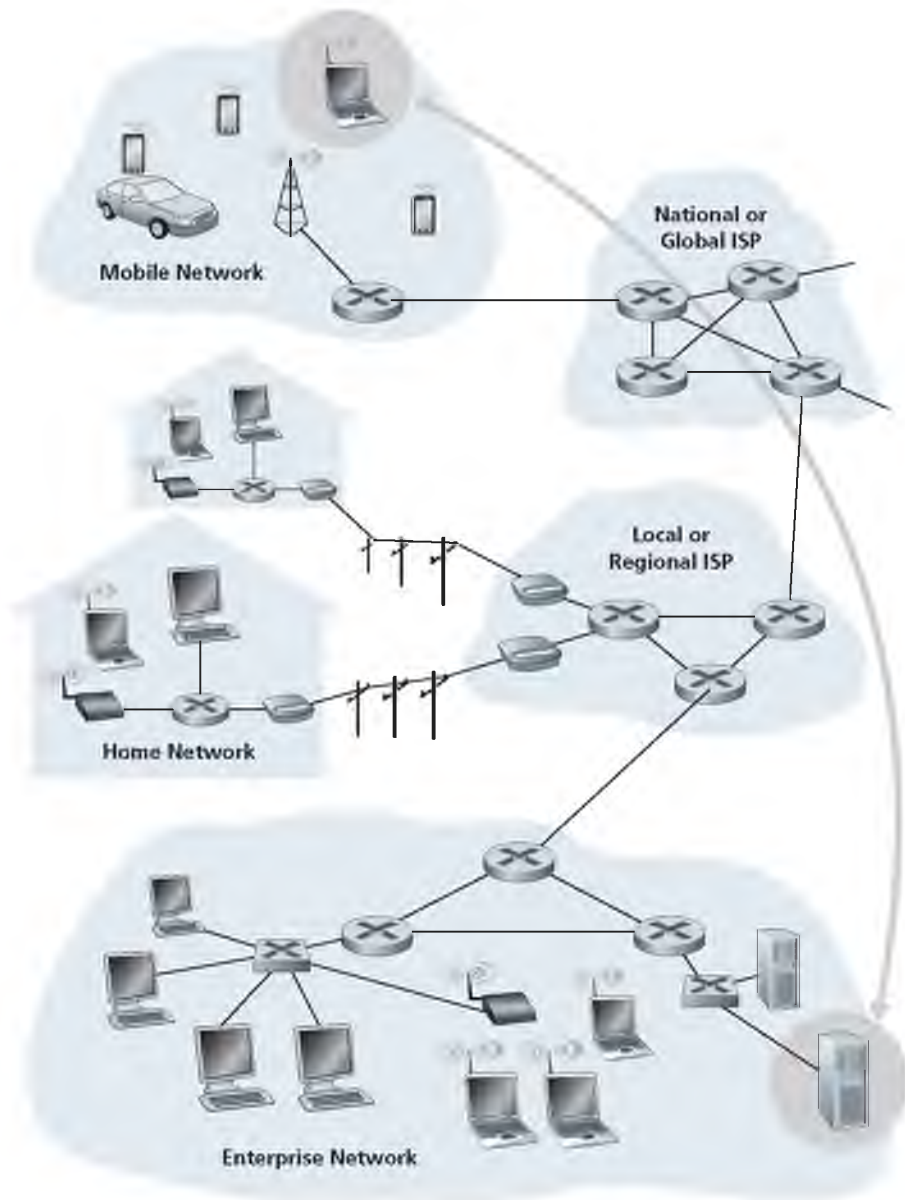 National or
Global ISP
Mobile Network
Local or
Regional ISP
Home Network
Enterprise Network